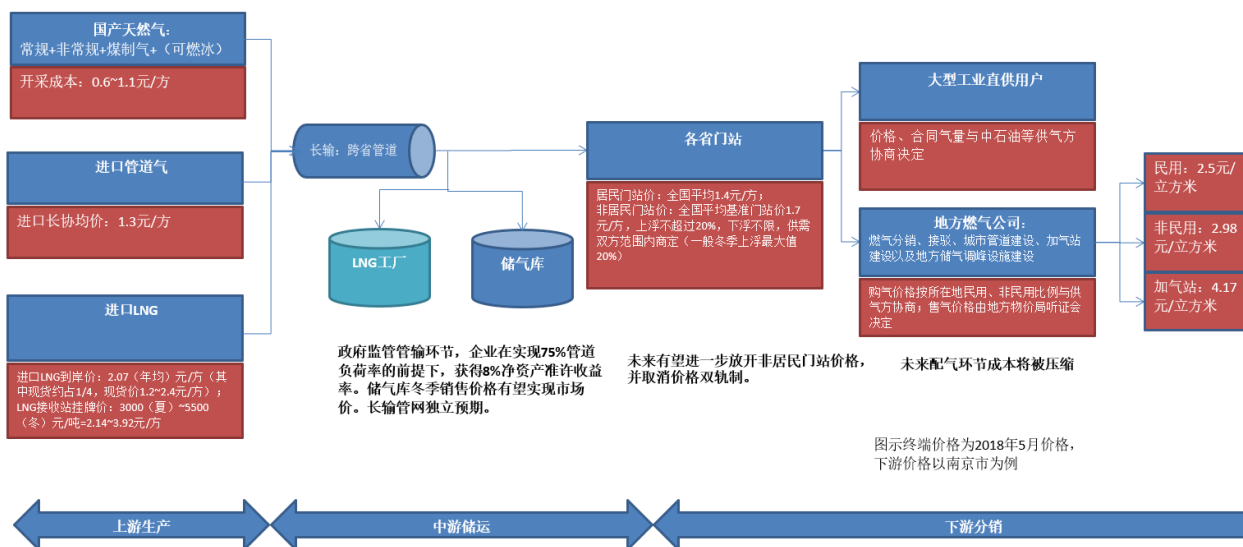 国产天然气:
常规+非常规+煤制气+（可燃冰）
开采成本：0.6~1.1元/方
进口管道气
进口长协均价：1.3元/方
进口LNG
进口LNG到岸价：2.07（年均）元/方（其
中现货约占1/4，现货价1.2~2.4元/方）；
LNG接收站挂牌价：3000（夏）~5500
（冬）元/吨=2.14~3.92元/方
长输：跨省管道
LNG工厂
储气库
政府监管管输环节，企业在实现75%管道
负荷率的前提下，获得8%净资产准许收益
率。储气库冬季销售价格有望实现市场
价。长输管网独立预期。
各省门站
居民门站价：全国平均1.4元/方；
非居民门站价：全国平均基准门站价1.7
元/方，上浮不超过20%，下浮不限，供需
双方范围内商定（一般冬季上浮最大值
20%）
未来有望进一步放开非居民门站价格，
并取消价格双轨制。
大型工业直供用户
价格、合同气量与中石油等供气方
协商决定
地方燃气公司:
燃气分销、接驳、城市管道建设、加气站
建设以及地方储气调峰设施建设
购气价格按所在地民用、非民用比例与供
气方协商；售气价格由地方物价局听证会
决定
未来配气环节成本将被压缩
民用：2.5元/
立方米
非民用：2.98
元/立方米
加气站：4.17
元/立方米
图示终端价格为2018年5月价格，
下游价格以南京市为例
上游生产
中游储运
下游分销